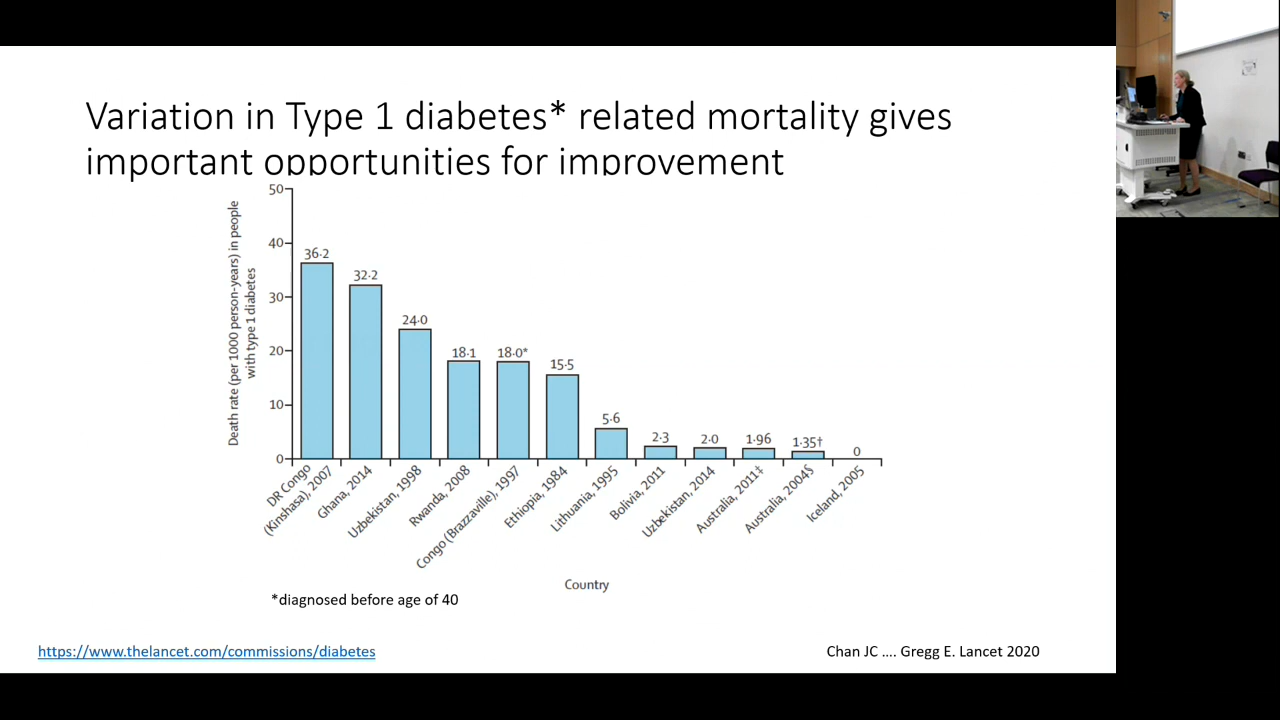 Variation in Type 1 diabetes* related mortality gives
important opportunities for improvement
Death rate (per 1000 person-years) in people
with type 1 diabetes
50
40
30
20
10
0
36·2
32·2
24·0
18·1
18·0*
15·5
5·6
2·3
2·0
1·96
1·35†
0
DR Congo
(Kinshasa), 2007
Ghana, 2014
Uzbekistan, 1998
Rwanda, 2008
Congo (Brazzaville), 1997
Ethiopia, 1984
Lithuania, 1995
Bolivia, 2011
Uzbekistan, 2014
Australia, 2011‡
Australia, 2004§
Iceland, 2005
Country
*diagnosed before age of 40
https://www.thelancet.com/commissions/diabetes
Chan JC .... Gregg E. Lancet 2020